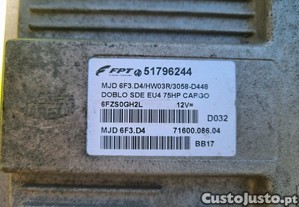 FPT 51796244
MJD 6F3.D4/HW03R/3058-D448
DOBLO SDE EU4 75HP CARGO
6FZS0GH2L 12V=
D032
MJD 6F3.D4 71600.086.04
BB17
CustoJusto.pt